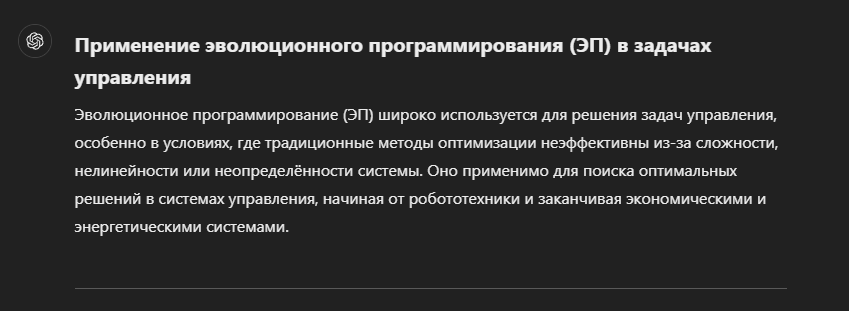 Применение эволюционного программирования (ЭП) в задачах
управления
Эволюционное программирование (ЭП) широко используется для решения задач управления,
особенно в условиях, где традиционные методы оптимизации неэффективны из-за сложности,
нелинейности или неопределённости системы. Оно применимо для поиска оптимальных
решений в системах управления, начиная от робототехники и заканчивая экономическими и
энергетическими системами.